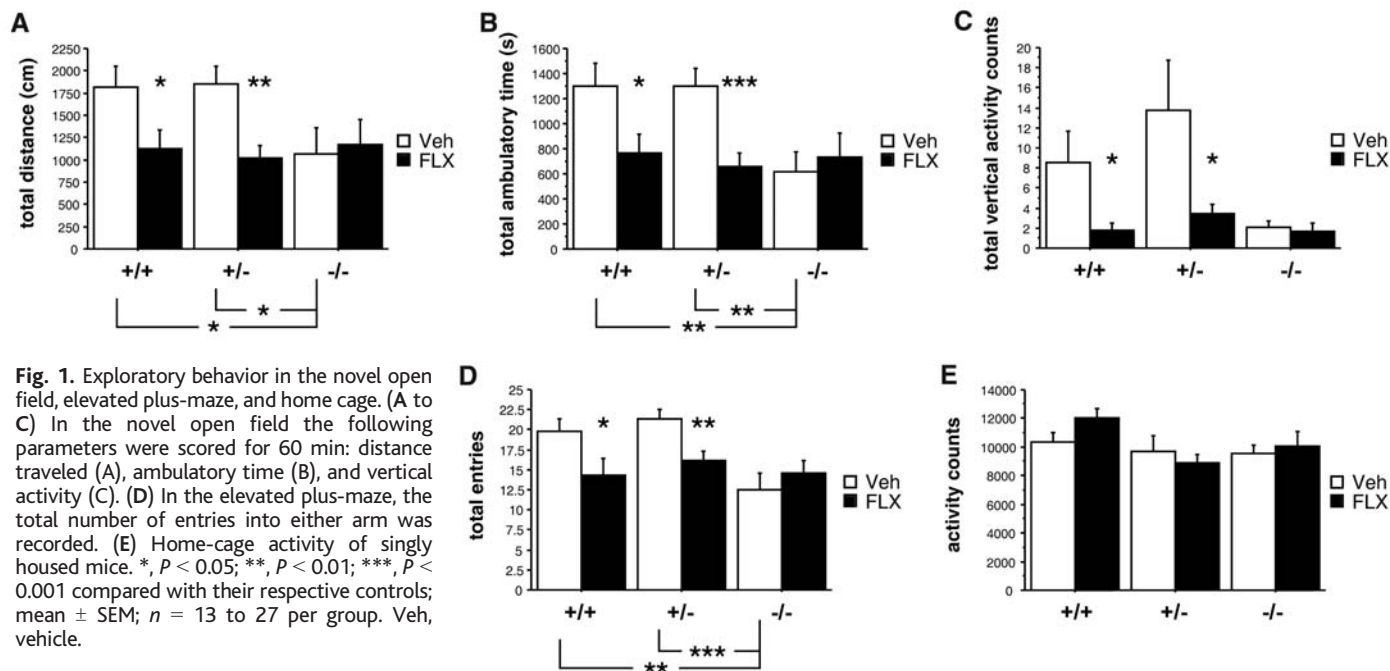 A
total distance (cm)
2250
2000
1750
1500
1250
1000
750
500
250
0
* **
Veh
FLX
+/+ +/- -/-
*
*
B
total ambulatory time (s)
1600
1400
1200
1000
800
600
400
200
0
* ***
Veh
FLX
+/+ +/- -/-
**
**
C
total vertical activity counts
20
18
16
14
12
10
8
6
4
2
0
* *
Veh
FLX
+/+ +/- -/-
Fig. 1. Exploratory behavior in the novel open
field, elevated plus-maze, and home cage. (A to
C) In the novel open field the following
parameters were scored for 60 min: distance
traveled (A), ambulatory time (B), and vertical
activity (C). (D) In the elevated plus-maze, the
total number of entries into either arm was
recorded. (E) Home-cage activity of singly
housed mice. *, P < 0.05; **, P < 0.01; ***, P <
0.001 compared with their respective controls;
mean ± SEM; n = 13 to 27 per group. Veh,
vehicle.
D
total entries
25
22.5
20
17.5
15
12.5
10
7.5
5
2.5
0
* **
Veh
FLX
+/+ +/- -/-
***
**
E
activity counts
14000
12000
10000
8000
6000
4000
2000
0
Veh
FLX
+/+ +/- -/-